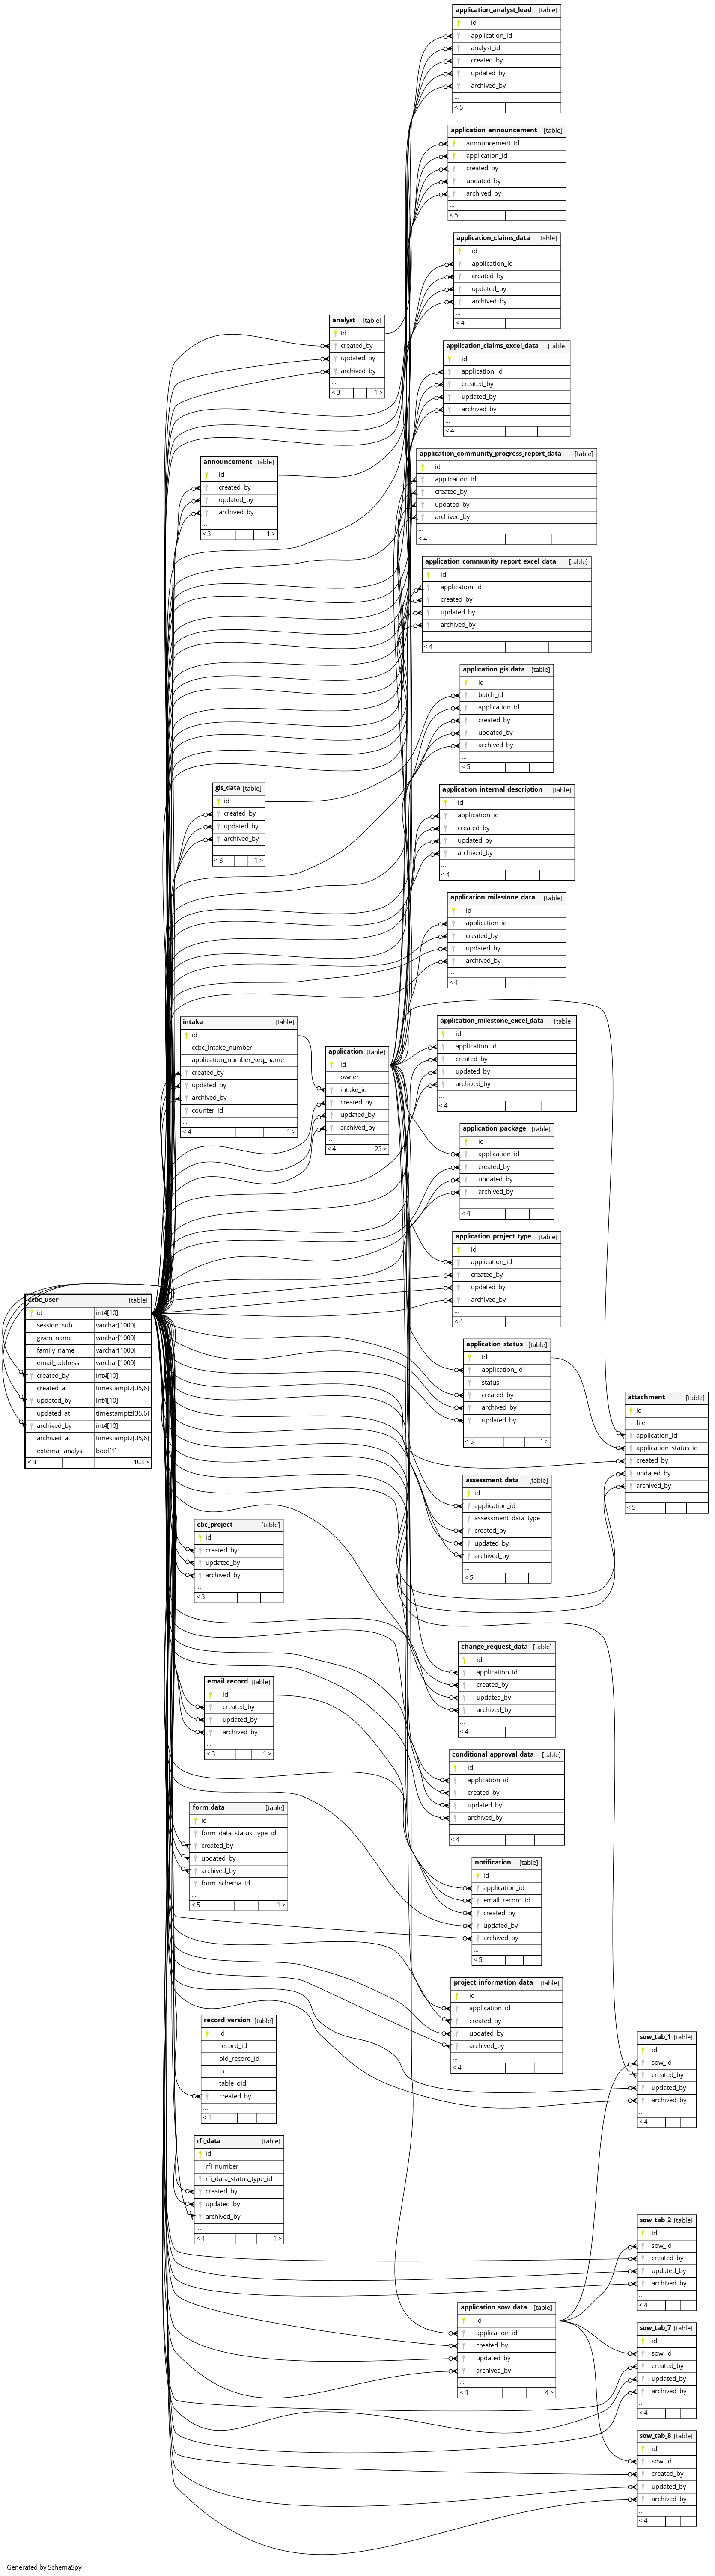 application_analyst_lead [table]
id
application_id
analyst_id
created_by
updated_by
archived_by
...
< 5
application_announcement [table]
announcement_id
application_id
created_by
updated_by
archived_by
...
< 5
application_claims_data [table]
id
application_id
created_by
updated_by
archived_by
...
< 4
analyst [table]
id
created_by
updated_by
archived_by
...
< 3 1 >
application_claims_excel_data [table]
id
application_id
created_by
updated_by
archived_by
...
< 4
application_community_progress_report_data [table]
id
application_id
created_by
updated_by
archived_by
...
< 4
announcement [table]
id
created_by
updated_by
archived_by
...
< 3 1 >
application_community_report_excel_data [table]
id
application_id
created_by
updated_by
archived_by
...
< 4
application_gis_data [table]
id
batch_id
application_id
created_by
updated_by
archived_by
...
< 5
gis_data [table]
id
created_by
updated_by
archived_by
...
< 3 1 >
application_internal_description [table]
id
application_id
created_by
updated_by
archived_by
...
< 4
application_milestone_data [table]
id
application_id
created_by
updated_by
archived_by
...
< 4
intake [table]
id
ccbc_intake_number
application_number_seq_name
created_by
updated_by
archived_by
counter_id
...
< 4 1 >
application [table]
id
owner
intake_id
created_by
updated_by
archived_by
...
< 4 23 >
application_milestone_excel_data [table]
id
application_id
created_by
updated_by
archived_by
...
< 4
application_package [table]
id
application_id
created_by
updated_by
archived_by
...
< 4
application_project_type [table]
id
application_id
created_by
updated_by
archived_by
...
< 4
ccbc_user [table]
id int4[10]
session_sub varchar[1000]
given_name varchar[1000]
family_name varchar[1000]
email_address varchar[1000]
created_by int4[10]
created_at timestamptz[35,6]
updated_by int4[10]
updated_at timestamptz[35,6]
archived_by int4[10]
archived_at timestamptz[35,6]
external_analyst bool[1]
< 3 103 >
application_status [table]
id
application_id
status
created_by
archived_by
updated_by
...
< 5 1 >
attachment [table]
id
file
application_id
application_status_id
created_by
updated_by
archived_by
...
< 5
assessment_data [table]
id
application_id
assessment_data_type
created_by
updated_by
archived_by
...
< 5
cbc_project [table]
id
created_by
updated_by
archived_by
...
< 3
change_request_data [table]
id
application_id
created_by
updated_by
archived_by
...
< 4
email_record [table]
id
created_by
updated_by
archived_by
...
< 3 1 >
conditional_approval_data [table]
id
application_id
created_by
updated_by
archived_by
...
< 4
form_data [table]
id
form_data_status_type_id
created_by
updated_by
archived_by
form_schema_id
...
< 5 1 >
notification [table]
id
application_id
email_record_id
created_by
updated_by
archived_by
...
< 5
project_information_data [table]
id
application_id
created_by
updated_by
archived_by
...
< 4
record_version [table]
id
record_id
old_record_id
ts
table_oid
created_by
...
< 1
sow_tab_1 [table]
id
sow_id
created_by
updated_by
archived_by
...
< 4
rfi_data [table]
id
rfi_number
rfi_data_status_type_id
created_by
updated_by
archived_by
...
< 4 1 >
sow_tab_2 [table]
id
sow_id
created_by
updated_by
archived_by
...
< 4
application_sow_data [table]
id
application_id
created_by
updated_by
archived_by
...
< 4 4 >
sow_tab_7 [table]
id
sow_id
created_by
updated_by
archived_by
...
< 4
sow_tab_8 [table]
id
sow_id
created_by
updated_by
archived_by
...
< 4
Generated by SchemaSpy